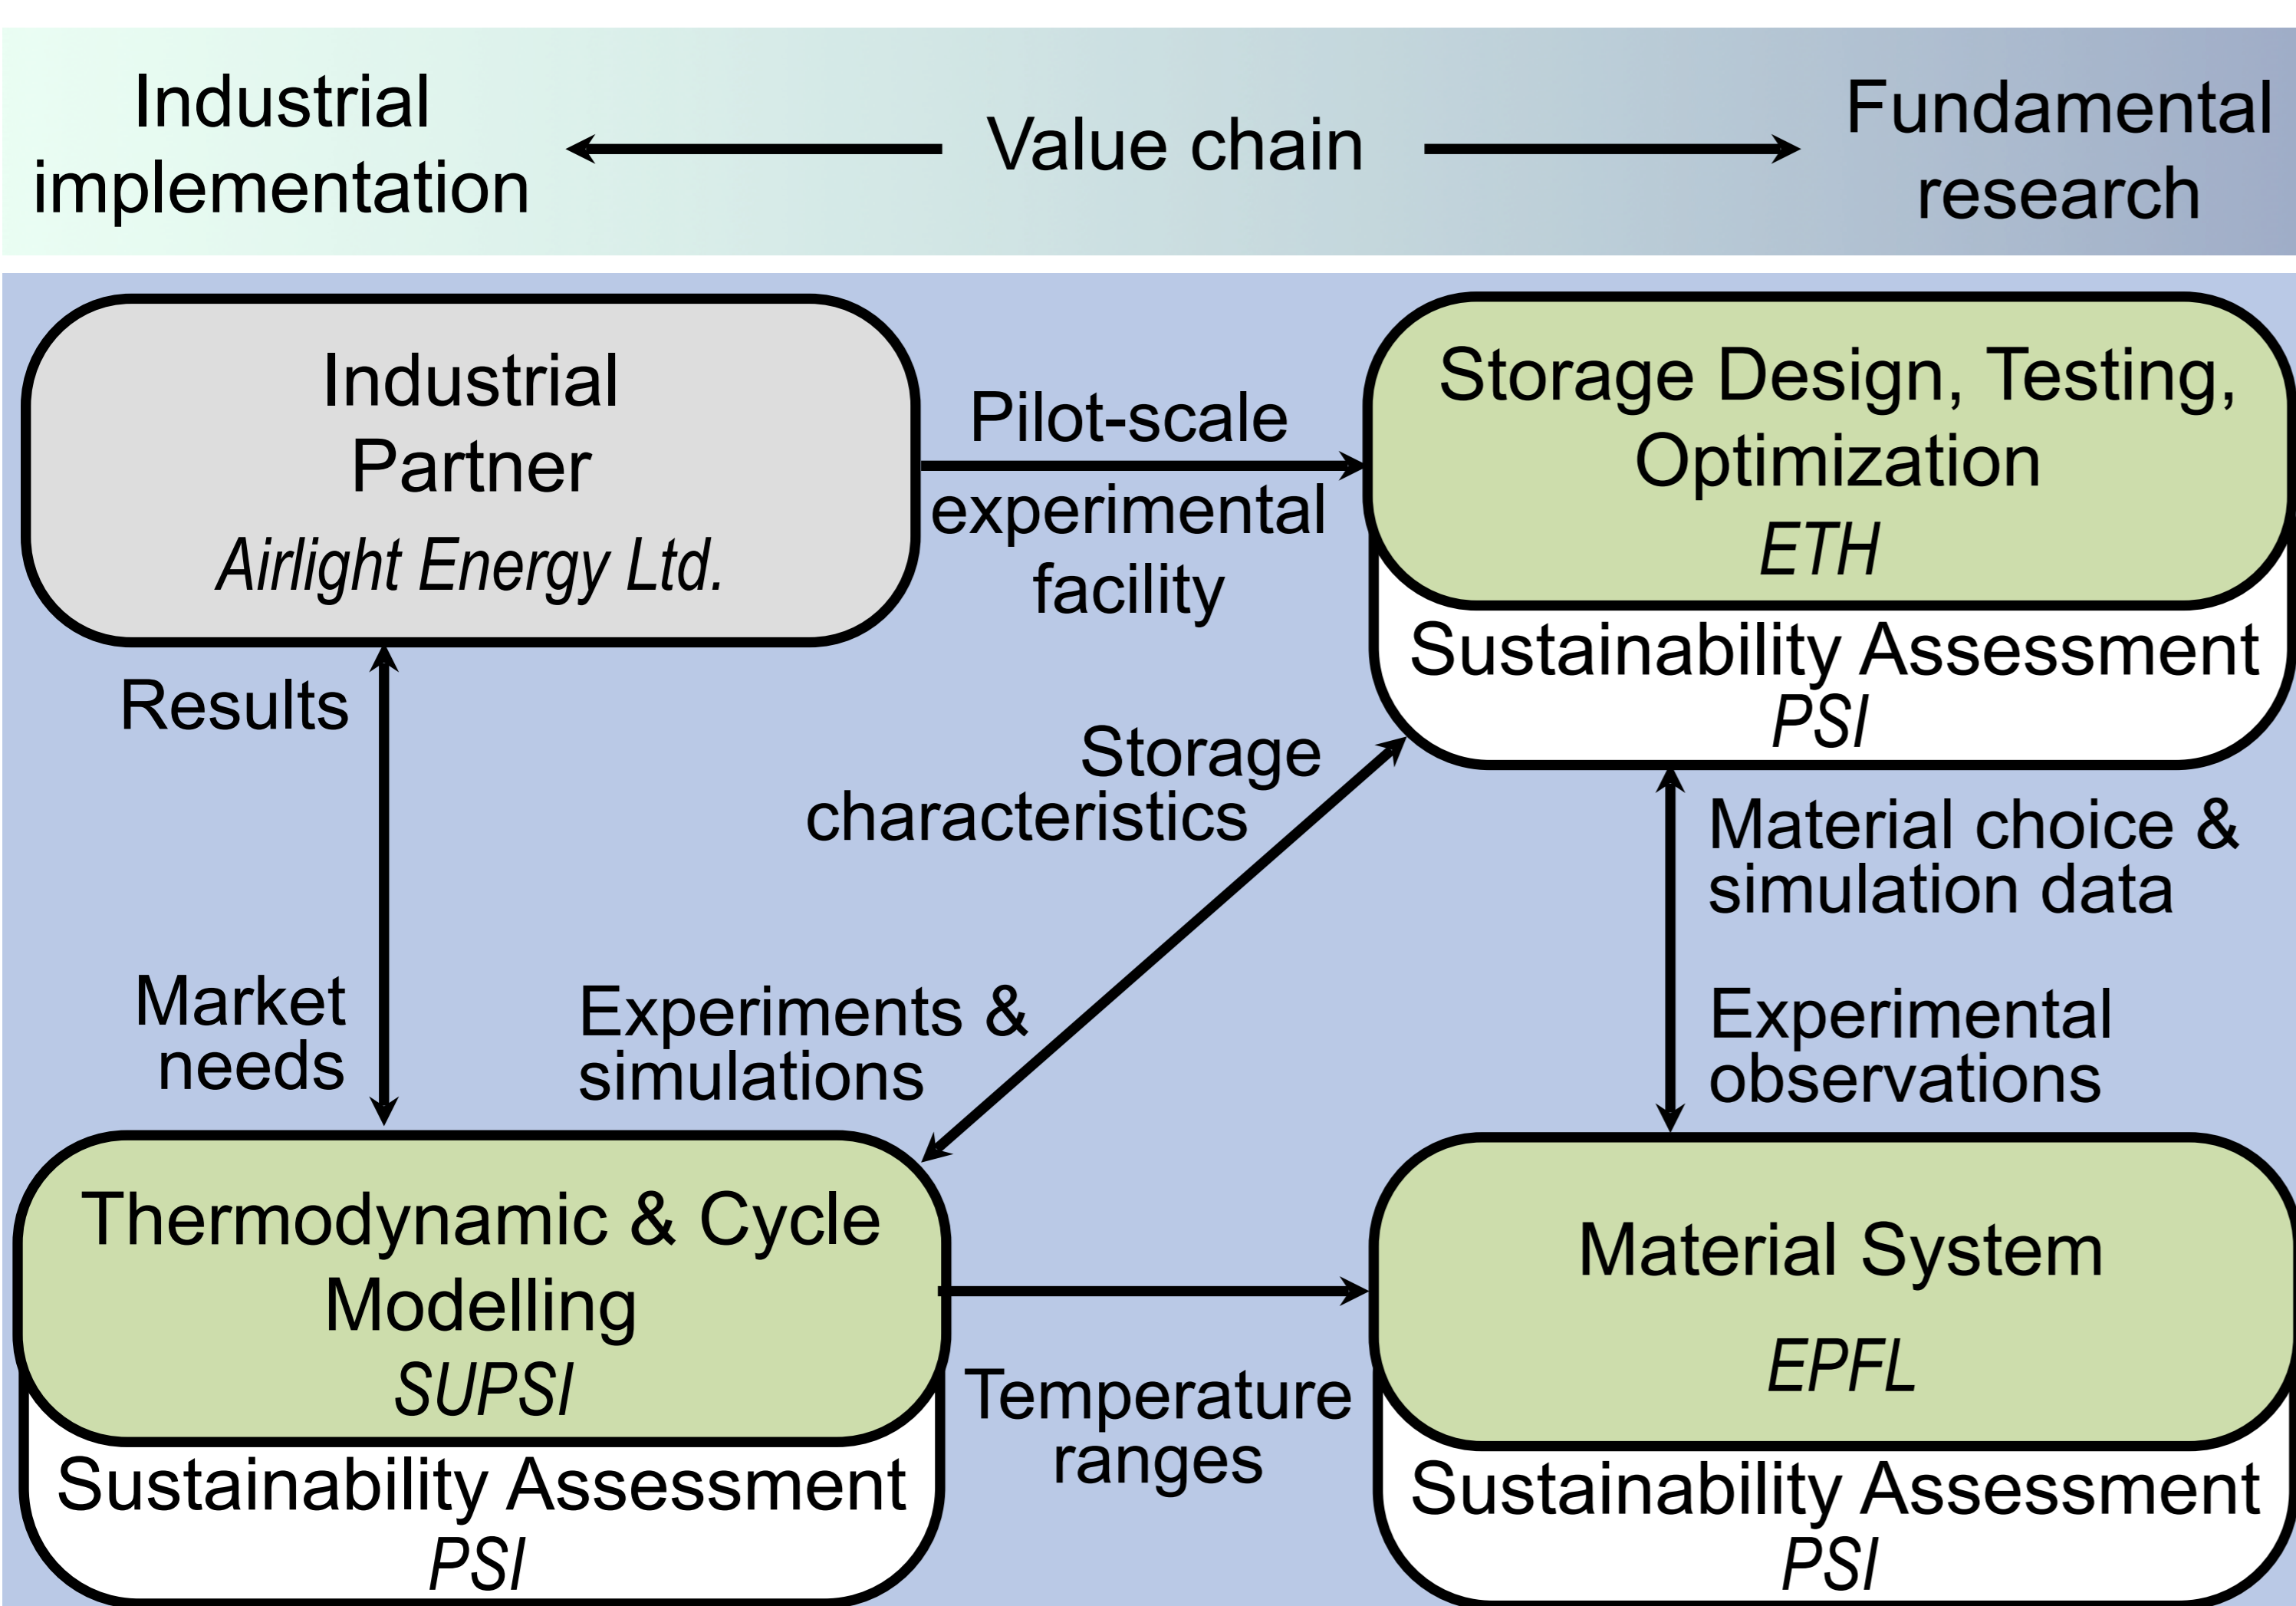 Industrial
implementation
Value chain
Fundamental
research
Industrial
Partner
Airlight Energy Ltd.
Pilot-scale
experimental
facility
Storage Design, Testing,
Optimization
ETH
Sustainability Assessment
PSI
Results
Market
needs
Storage
characteristics
Experiments &
simulations
Material choice &
simulation data
Experimental
observations
Thermodynamic & Cycle
Modelling
SUPSI
Sustainability Assessment
PSI
Temperature
ranges
Material System
EPFL
Sustainability Assessment
PSI